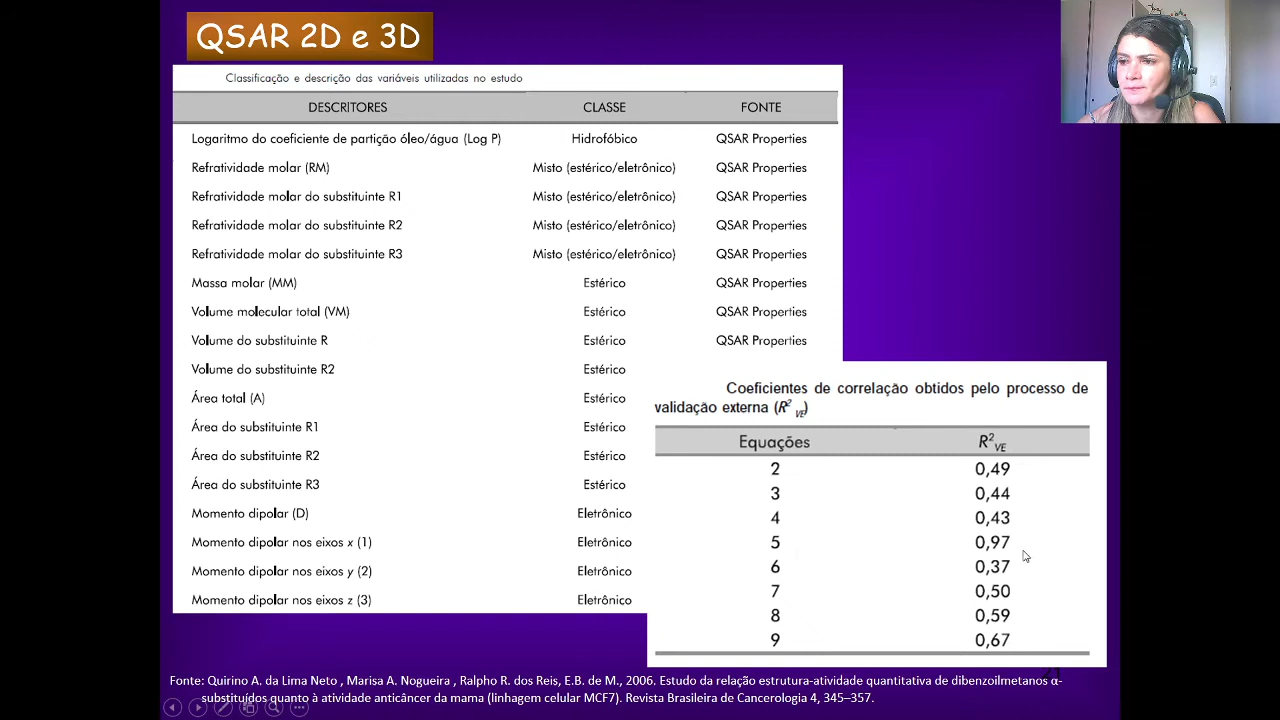 QSAR 2D e 3D
Classificação e descrição das variáveis utilizadas no estudo
DESCRITORES CLASSE FONTE
Logaritmo do coeficiente de partição óleo/água (Log P) Hidrofóbico QSAR Properties
Refratividade molar (RM) Misto (estérico/eletrônico) QSAR Properties
Refratividade molar do substituinte R1 Misto (estérico/eletrônico) QSAR Properties
Refratividade molar do substituinte R2 Misto (estérico/eletrônico) QSAR Properties
Refratividade molar do substituinte R3 Misto (estérico/eletrônico) QSAR Properties
Massa molar (MM) Estérico QSAR Properties
Volume molecular total (VM) Estérico QSAR Properties
Volume do substituinte R Estérico QSAR Properties
Volume do substituinte R2 Estérico
Área total (A) Estérico
Área do substituinte R1 Estérico
Área do substituinte R2 Estérico
Área do substituinte R3 Estérico
Momento dipolar (D) Eletrônico
Momento dipolar nos eixos x (1) Eletrônico
Momento dipolar nos eixos y (2) Eletrônico
Momento dipolar nos eixos z (3) Eletrônico
Coeficientes de correlação obtidos pelo processo de
validação externa (R²VE)
Equações R²VE
2 0,49
3 0,44
4 0,43
5 0,97
6 0,37
7 0,50
8 0,59
9 0,67
Fonte: Quirino A. da Lima Neto , Marisa A. Nogueira , Ralpho R. dos Reis, E.B. de M., 2006. Estudo da relação estrutura-atividade quantitativa de dibenzoilmetanos α-
substituídos quanto à atividade anticâncer da mama (linhagem celular MCF7). Revista Brasileira de Cancerologia 4, 345–357.